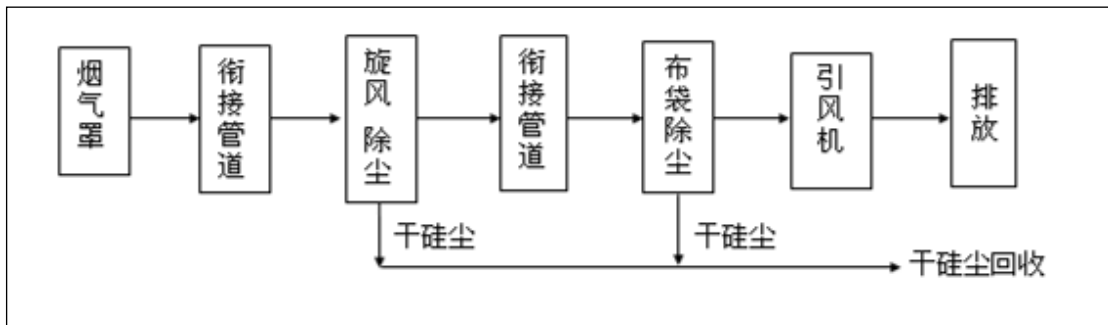 烟气罩
衔接管道
旋风 除尘
衔接管道
布袋除尘
引风机
排放
干硅尘
干硅尘
干硅尘回收